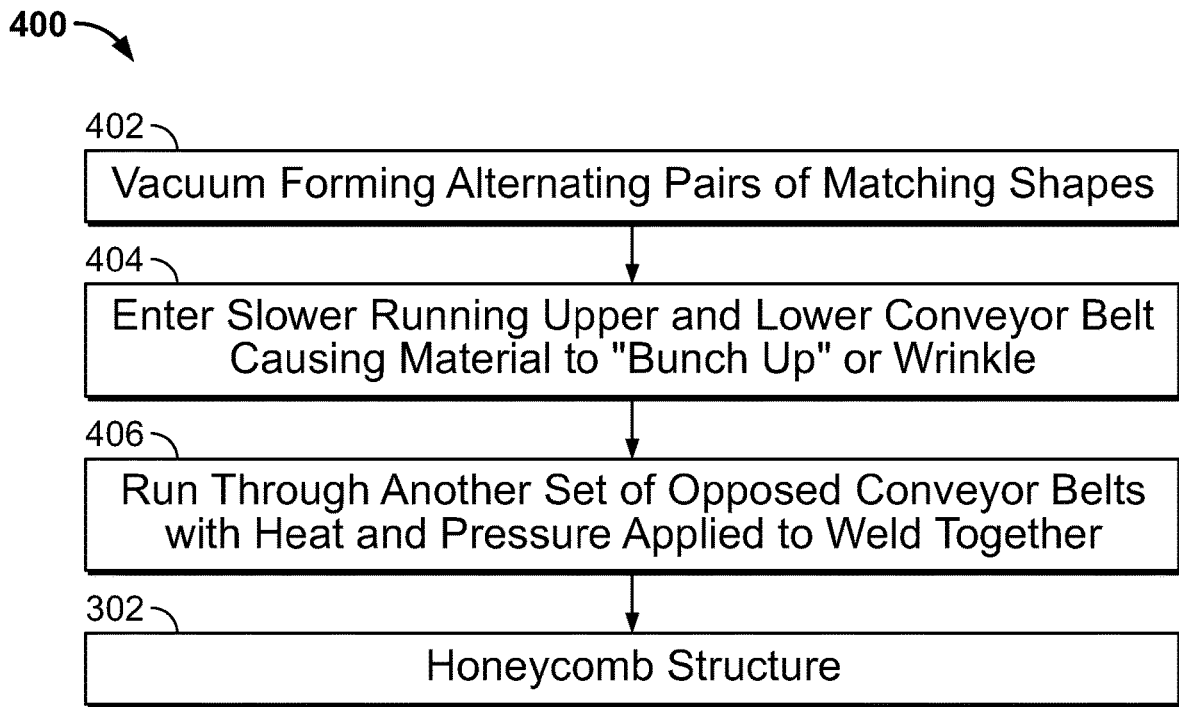 400
402
Vacuum Forming Alternating Pairs of Matching Shapes
404
Enter Slower Running Upper and Lower Conveyor Belt
Causing Material to "Bunch Up" or Wrinkle
406
Run Through Another Set of Opposed Conveyor Belts
with Heat and Pressure Applied to Weld Together
302
Honeycomb Structure